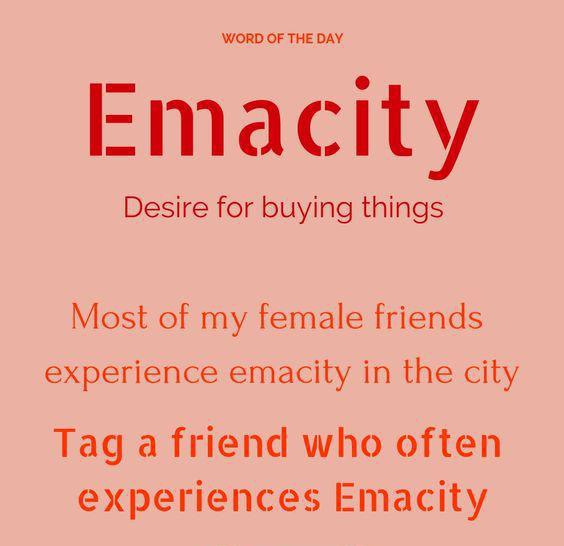 WORD OF THE DAY
Emacity
Desire for buying things
Most of my female friends
experience emacity in the city
Tag a friend who often
experiences Emacity